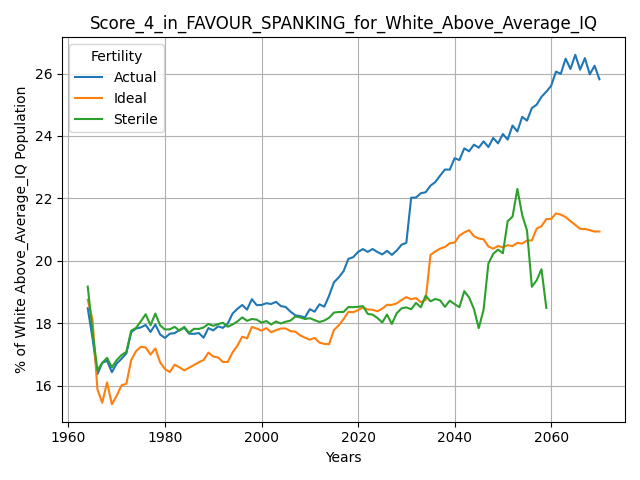 Score_4_in_FAVOUR_SPANKING_for_White_Above_Average_IQ
% of White Above_Average_IQ Population
Fertility
Actual
Ideal
Sterile
26
24
22
20
18
16
1960
1980
2000
2020
2040
2060
Years